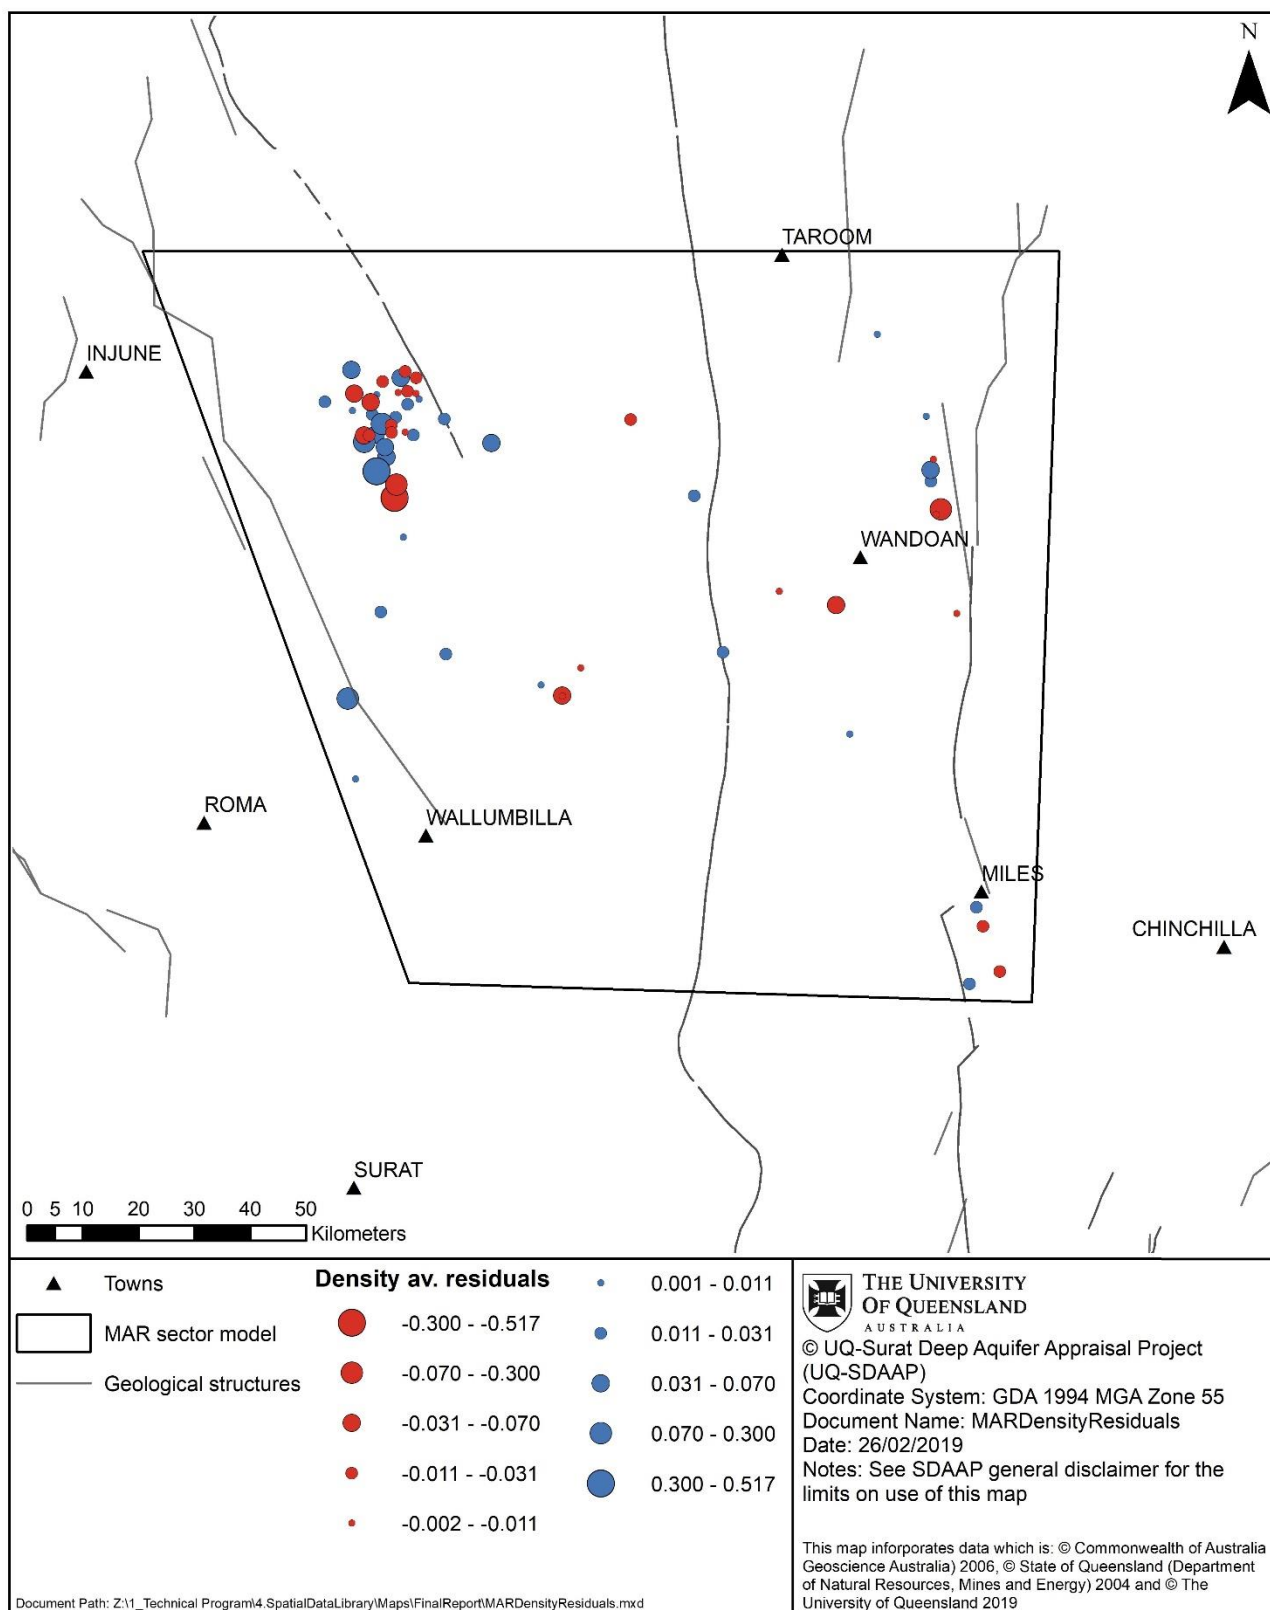 N
TAROOM
INJUNE
WANDOAN
ROMA
WALLUMBILLA
MILES
CHINCHILLA
SURAT
0 5 10 20 30 40 50
Kilometers
Towns
MAR sector model
Geological structures
Density av. residuals
-0.300 - -0.517
-0.070 - -0.300
-0.031 - -0.070
-0.011 - -0.031
-0.002 - -0.011
0.001 - 0.011
0.011 - 0.031
0.031 - 0.070
0.070 - 0.300
0.300 - 0.517
THE UNIVERSITY
OF QUEENSLAND
AUSTRALIA
© UQ-Surat Deep Aquifer Appraisal Project
(UQ-SDAAP)
Coordinate System: GDA 1994 MGA Zone 55
Document Name: MARDensityResiduals
Date: 26/02/2019
Notes: See SDAAP general disclaimer for the
limits on use of this map
This map inforporates data which is: © Commonwealth of Australia
Geoscience Australia) 2006, © State of Queensland (Department
of Natural Resources, Mines and Energy) 2004 and © The
University of Queensland 2019
Document Path: Z:\1_Technical Program\4.SpatialDataLibrary\Maps\FinalReport\MARDensityResiduals.mxd